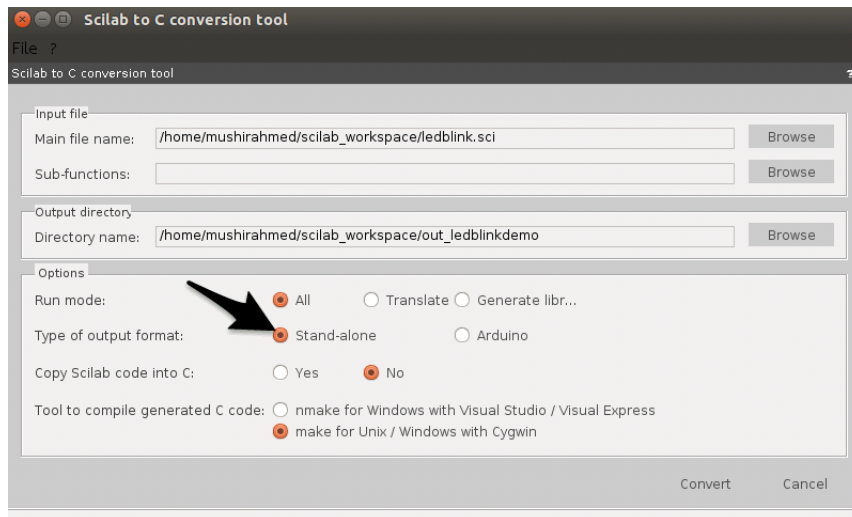 Scilab to C conversion tool
File ?
Scilab to C conversion tool ?
Input file
Main file name: /home/mushirahmed/scilab_workspace/ledblink.sci Browse
Sub-functions: Browse
Output directory
Directory name: /home/mushirahmed/scilab_workspace/out_ledblinkdemo Browse
Options
Run mode: All Translate Generate libr...
Type of output format: Stand-alone Arduino
Copy Scilab code into C: Yes No
Tool to compile generated C code: nmake for Windows with Visual Studio / Visual Express
make for Unix / Windows with Cygwin
Convert Cancel